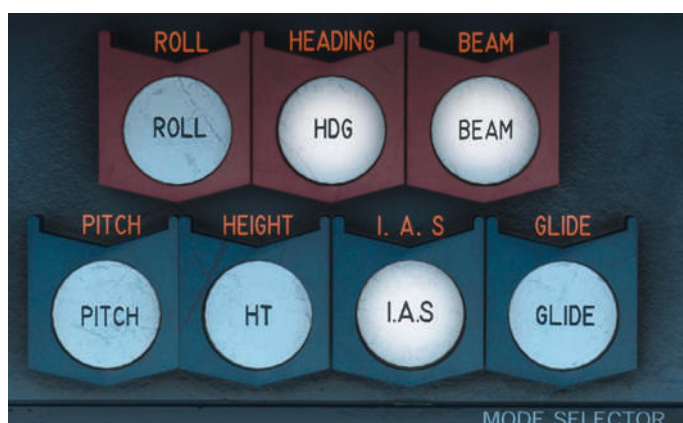 ROLL HEADING BEAM
ROLL HDG BEAM
PITCH HEIGHT I. A. S GLIDE
PITCH HT I.A.S GLIDE
MODE SELECTOR